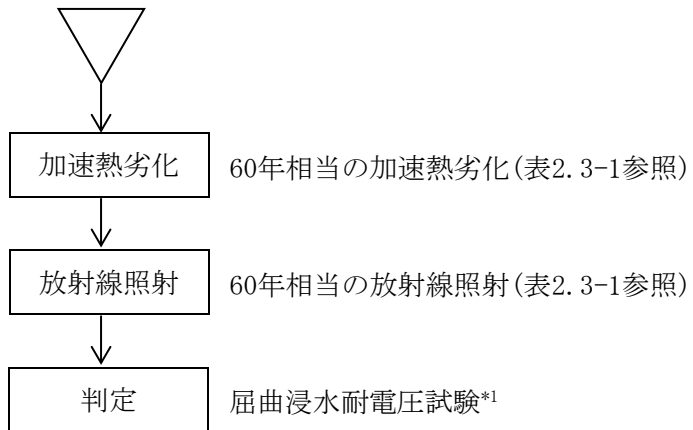 加速熱劣化 60年相当の加速熱劣化(表2.3-1参照)
放射線照射 60年相当の放射線照射(表2.3-1参照)
判定 屈曲浸水耐電圧試験*1